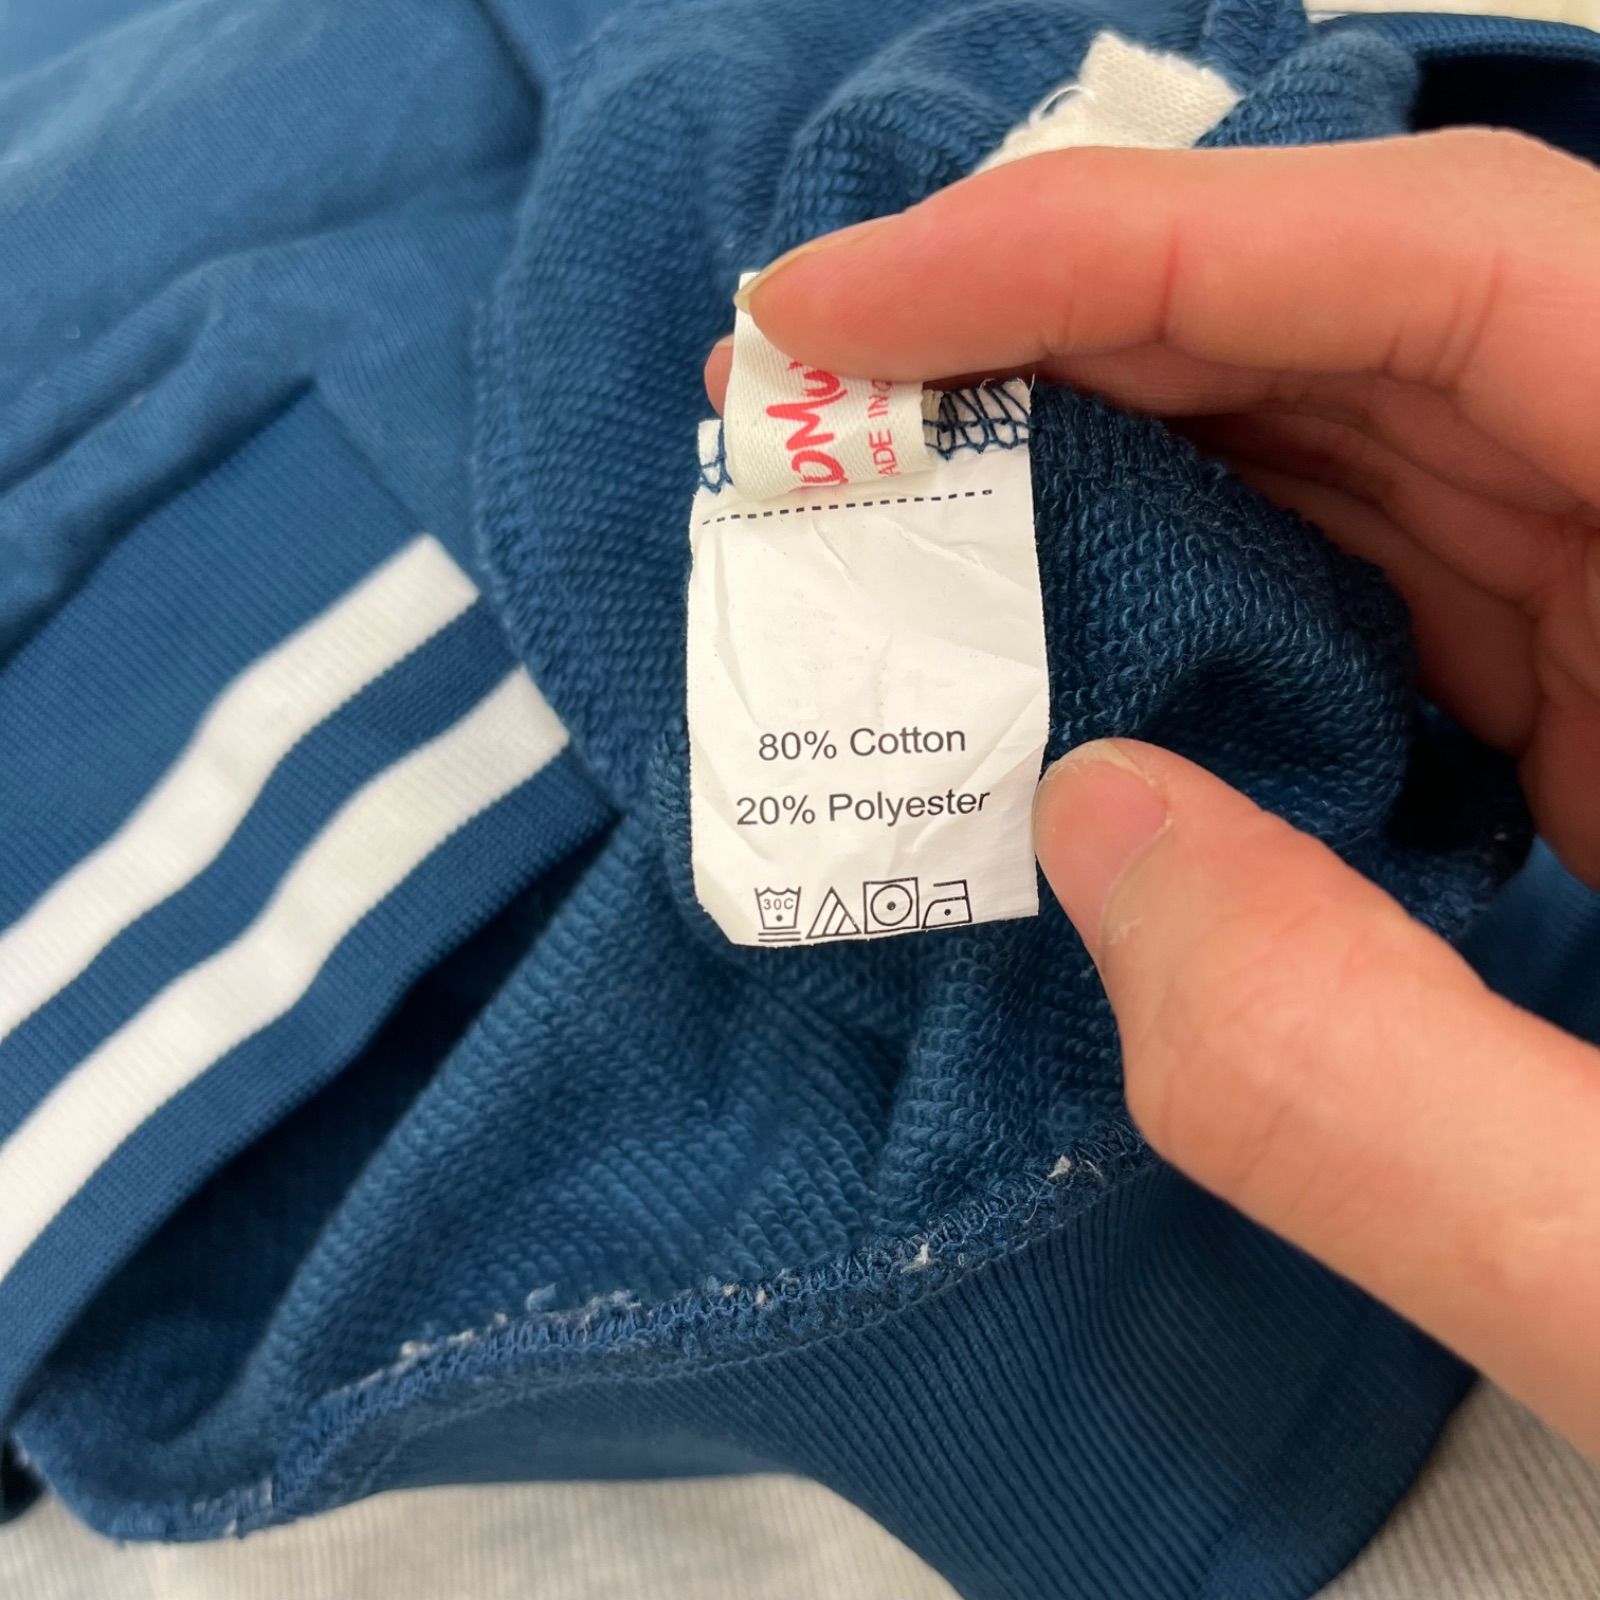 80% Cotton
20% Polyester
30C